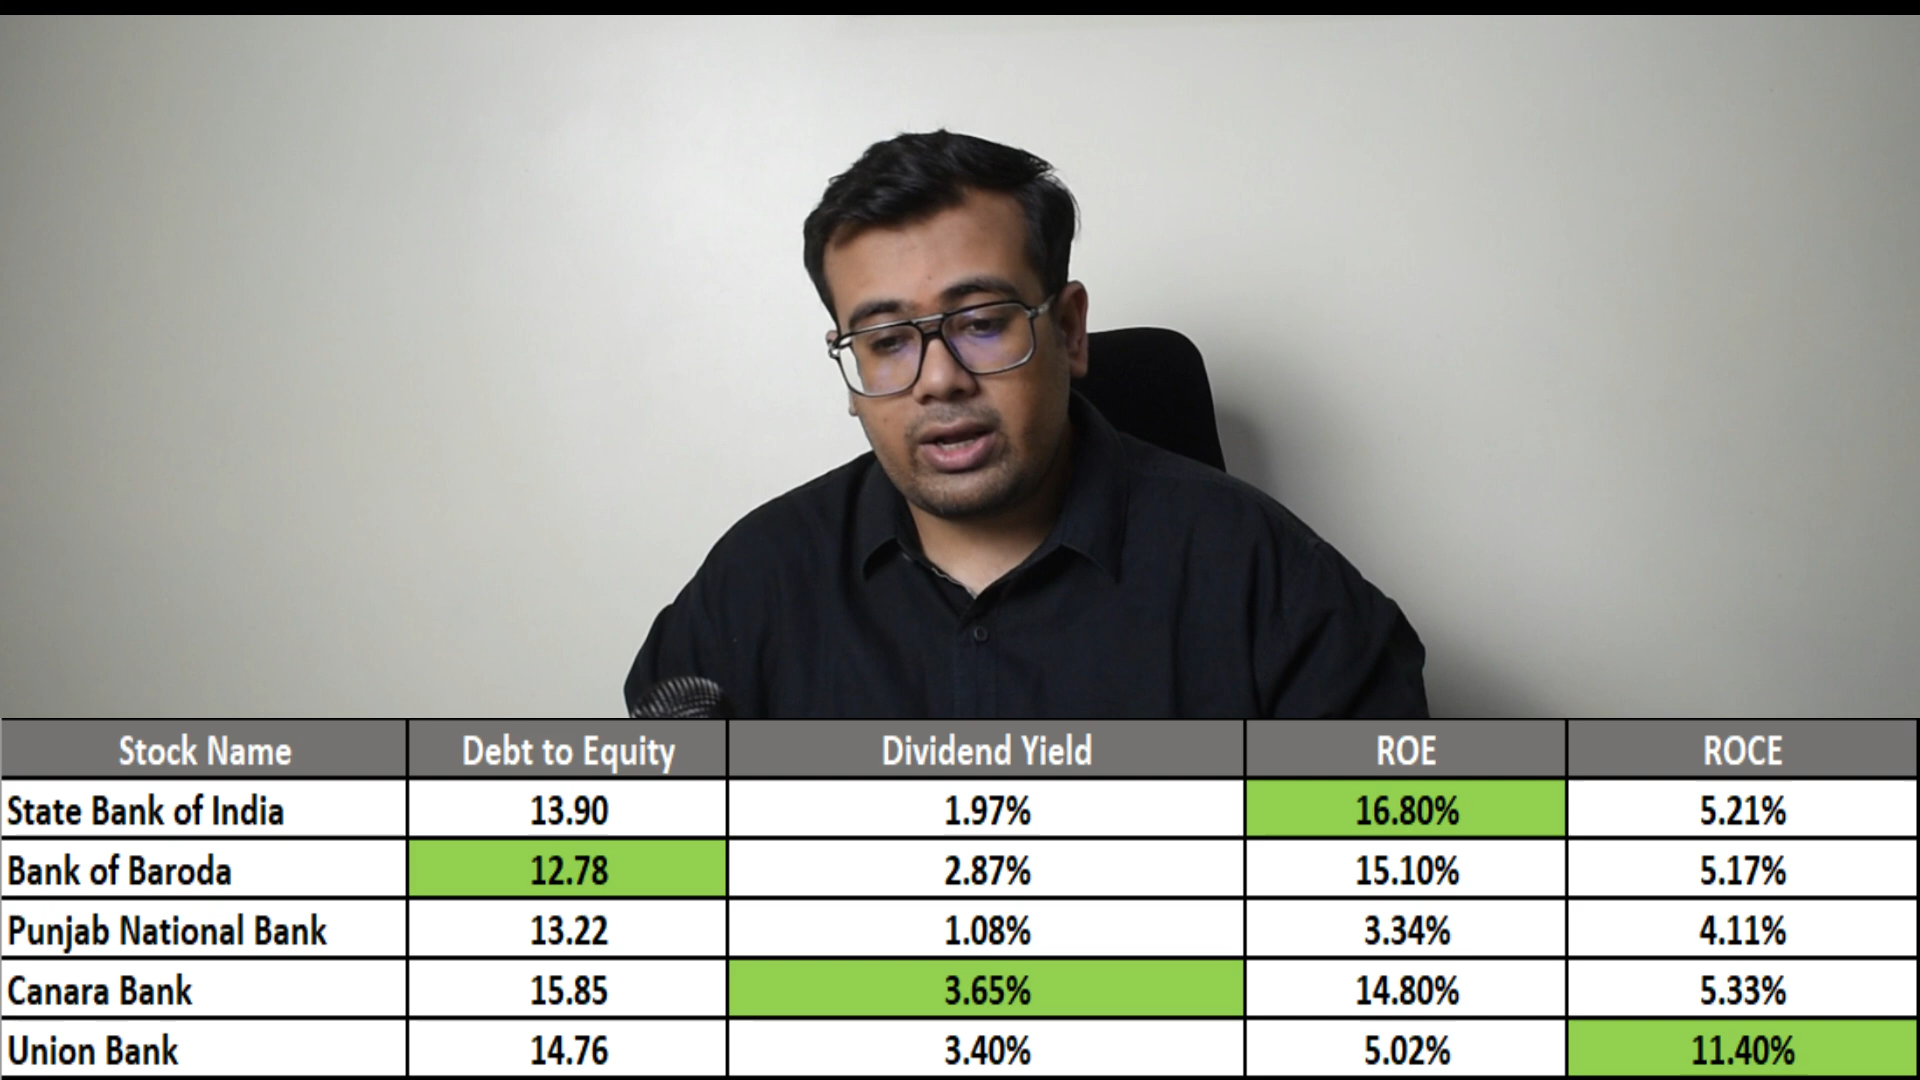 Stock Name Debt to Equity Dividend Yield ROE ROCE
State Bank of India 13.90 1.97% 16.80% 5.21%
Bank of Baroda 12.78 2.87% 15.10% 5.17%
Punjab National Bank 13.22 1.08% 3.34% 4.11%
Canara Bank 15.85 3.65% 14.80% 5.33%
Union Bank 14.76 3.40% 5.02% 11.40%